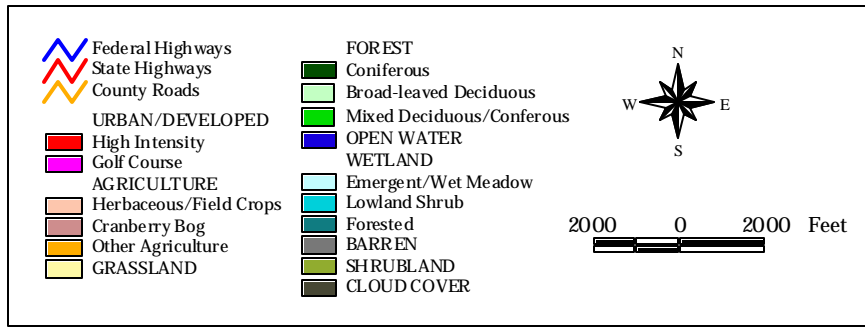 Federal Highways
State Highways
County Roads
URBAN/DEVELOPED
High Intensity
Golf Course
AGRICULTURE
Herbaceous/Field Crops
Cranberry Bog
Other Agriculture
GRASSLAND
FOREST
Coniferous
Broad-leaved Deciduous
Mixed Deciduous/Conferous
OPEN WATER
WETLAND
Emergent/Wet Meadow
Lowland Shrub
Forested
BARREN
SHRUBLAND
CLOUD COVER
N
W E
S
2000 0 2000 Feet